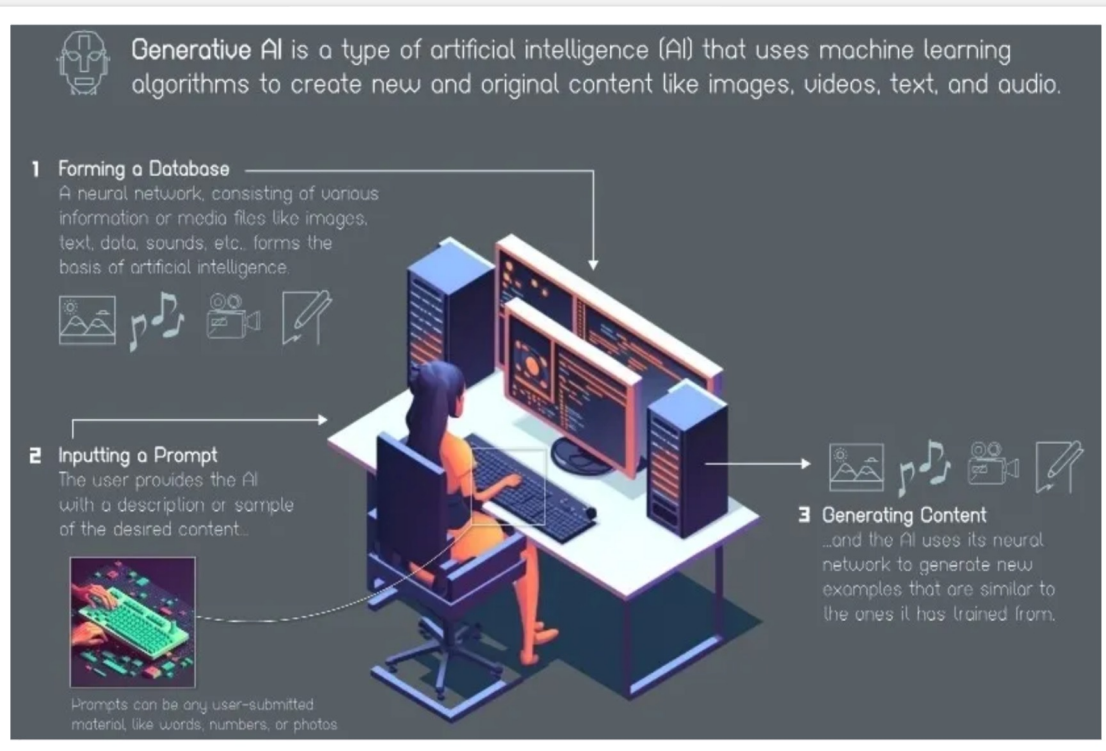 Generative AI is a type of artificial intelligence (AI) that uses machine learning
algorithms to create new and original content like images, videos, text, and audio.
1 Forming a Database
A neural network, consisting of various
information or media files like images,
text, data, sounds, etc.. forms the
basis of artificial intelligence.
2 Inputting a Prompt
The user provides the AI
with a description or sample
of the desired content...
Prompts can be any user-submitted
material, like words, numbers, or photos
3 Generating Content
...and the AI uses its neural
network to generate new
examples that are similar to
the ones it has trained from.